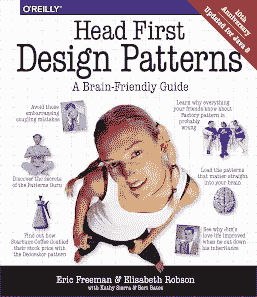 O'REILLY®
10th Anniversary
Updated for Java 8
Head First
Design Patterns
A Brain-Friendly Guide
Avoid those
embarrassing
coupling mistakes
Learn why everything
your friends know about
Factory pattern is
probably
wrong
Discover the secrets
of the Patterns Guru
Load the patterns
that matter straight
into your brain
Find out how
Starbuzz Coffee doubled
their stock price with
the Decorator pattern
See why Jim's
love life improved
when he cut down
his inheritance
Eric Freeman & Elisabeth Robson
with Kathy Sierra & Bert Bates